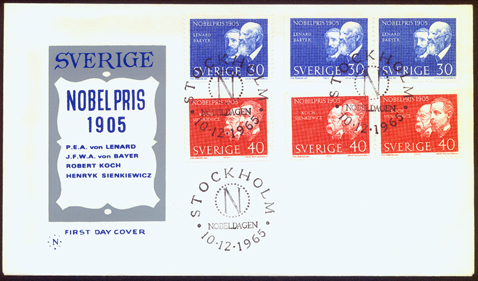 SVERIGE
NOBELPRIS
1905
P.E.A. von LENARD
J.F.W.A. von BAYER
ROBERT KOCH
HENRYK SIENKIEWICZ
FIRST DAY COVER
N
NOBELPRIS 1905
LENARD
BAEYER
SVERIGE 30
NOBELPRIS 1905
LENARD
BAEYER
SVERIGE 30
NOBELPRIS 1905
LENARD
BAEYER
SVERIGE 30
NOBELPRIS 1905
SVERIGE 40
NOBELPRIS 1905
KOCH
SIENKIEWICZ
SVERIGE 40
NOBELPRIS 1905
SVERIGE 40
STOCKHOLM
N
NOBELDAGEN
10.12.1965
STOCKHOLM
N
NOBELDAGEN
10.12.1965
STOCKHOLM
N
NOBELDAGEN
10.12.1965